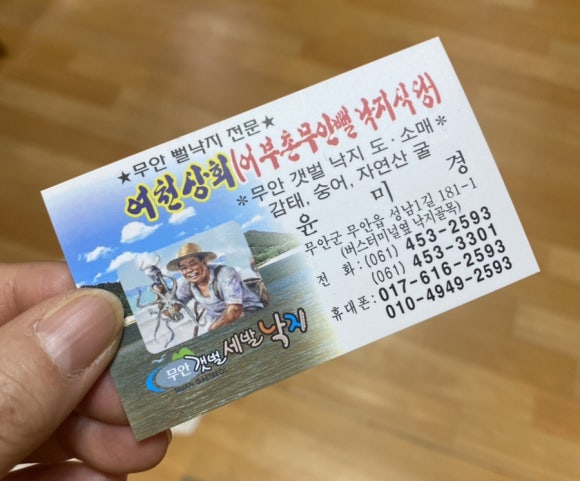 ★무안 뻘낙지 전문★
여천상회(어부촌무안뻘낙지식당)
*무안 갯벌 낙지 도·소매*
감태, 숭어, 자연산 굴
윤미경
무안군 무안읍 성남1길 181-1
(버스터미널옆 낙지골목)
전 화:(061) 453-2593
(061) 453-3301
휴대폰:017-616-2593
010-4949-2593
무안갯벌세발낙지